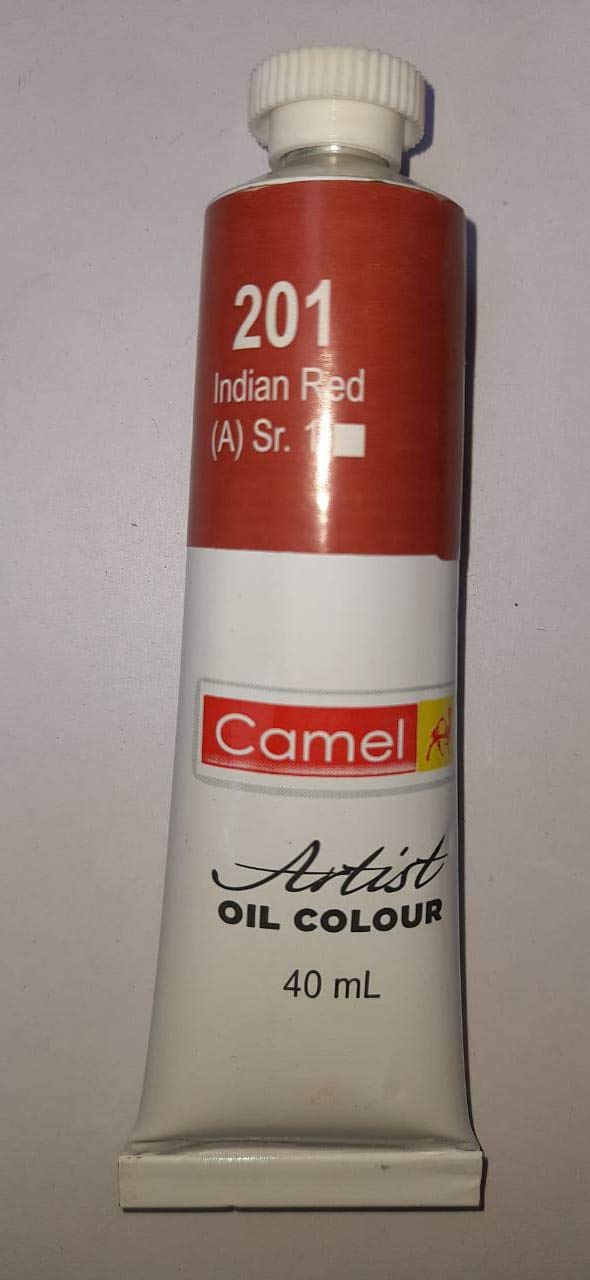 201
Indian Red
(A) Sr. 1
Camel
Artist
OIL COLOUR
40 mL